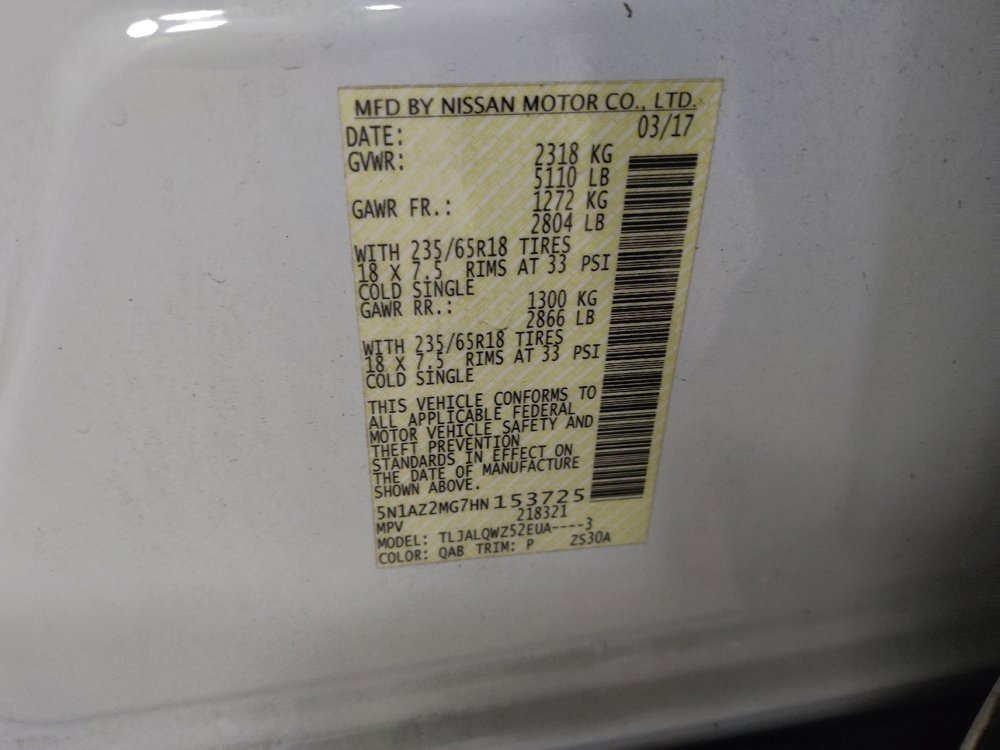 MFD BY NISSAN MOTOR CO., LTD.
DATE: 03/17
GVWR: 2318 KG
5110 LB
GAWR FR.: 1272 KG
2804 LB
WITH 235/65R18 TIRES
18 X 7.5 RIMS AT 33 PSI
COLD SINGLE
GAWR RR.: 1300 KG
2866 LB
WITH 235/65R18 TIRES
18 X 7.5 RIMS AT 33 PSI
COLD SINGLE
THIS VEHICLE CONFORMS TO
ALL APPLICABLE FEDERAL
MOTOR VEHICLE SAFETY AND
THEFT PREVENTION
STANDARDS IN EFFECT ON
THE DATE OF MANUFACTURE
SHOWN ABOVE.
5N1AZ2MG7HN153725
MPV 218321
MODEL: TLJALQWZ52EUA----3
COLOR: QAB TRIM: P ZS30A